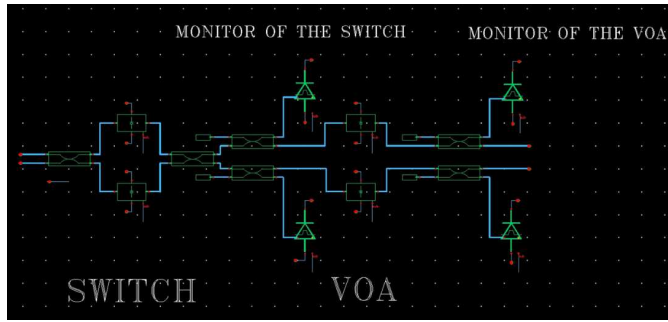 MONITOR OF THE SWITCH
MONITOR OF THE VOA
SWITCH
VOA